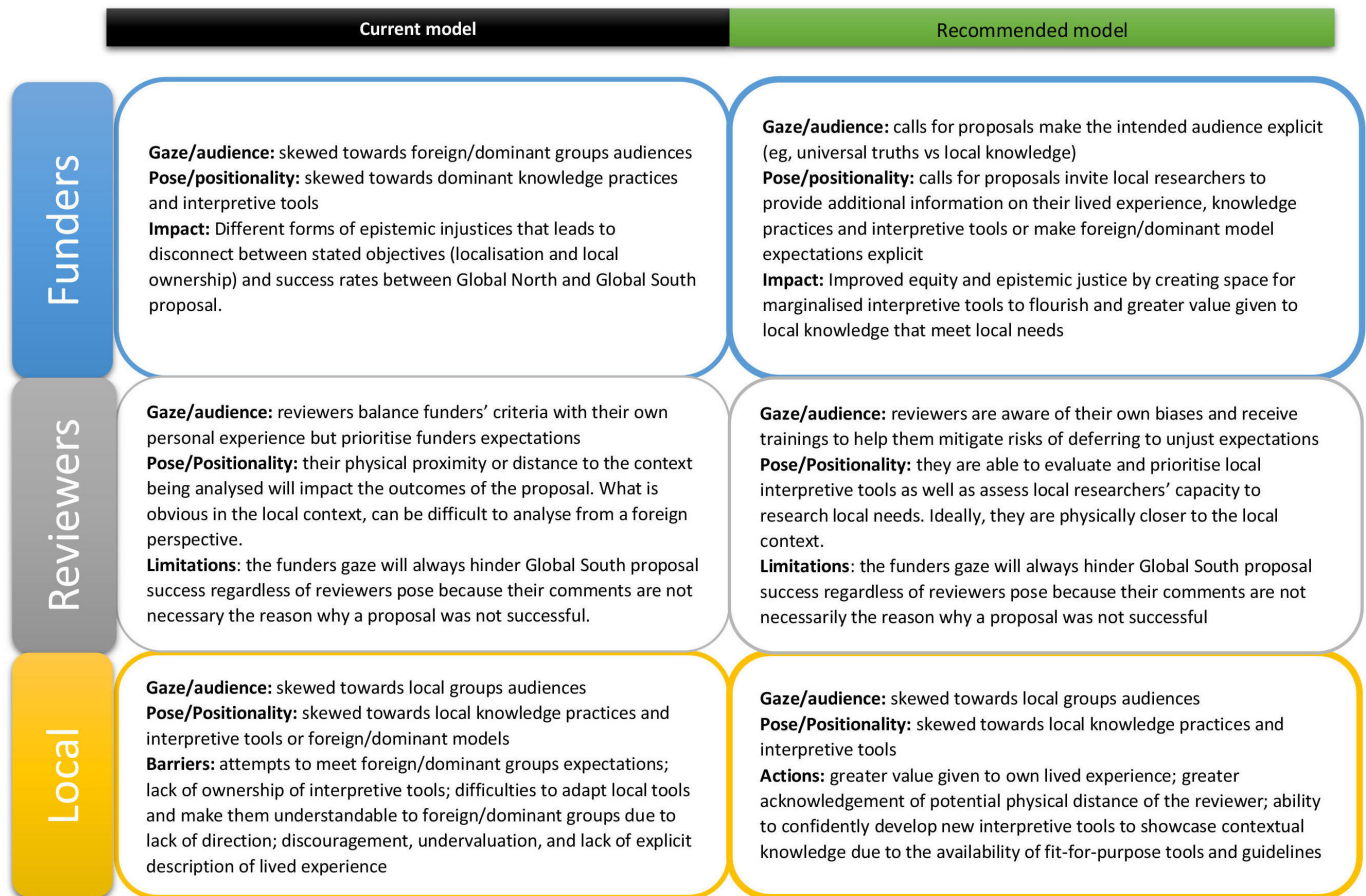 Current model
Recommended model
Funders
Gaze/audience: skewed towards foreign/dominant groups audiences
Pose/positionality: skewed towards dominant knowledge practices
and interpretive tools
Impact: Different forms of epistemic injustices that leads to
disconnect between stated objectives (localisation and local
ownership) and success rates between Global North and Global South
proposal.
Gaze/audience: calls for proposals make the intended audience explicit
(eg, universal truths vs local knowledge)
Pose/positionality: calls for proposals invite local researchers to
provide additional information on their lived experience, knowledge
practices and interpretive tools or make foreign/dominant model
expectations explicit
Impact: Improved equity and epistemic justice by creating space for
marginalised interpretive tools to flourish and greater value given to
local knowledge that meet local needs
Reviewers
Gaze/audience: reviewers balance funders’ criteria with their own
personal experience but prioritise funders expectations
Pose/Positionality: their physical proximity or distance to the context
being analysed will impact the outcomes of the proposal. What is
obvious in the local context, can be difficult to analyse from a foreign
perspective.
Limitations: the funders gaze will always hinder Global South proposal
success regardless of reviewers pose because their comments are not
necessary the reason why a proposal was not successful.
Gaze/audience: reviewers are aware of their own biases and receive
trainings to help them mitigate risks of deferring to unjust expectations
Pose/Positionality: they are able to evaluate and prioritise local
interpretive tools as well as assess local researchers’ capacity to
research local needs. Ideally, they are physically closer to the local
context.
Limitations: the funders gaze will always hinder Global South proposal
success regardless of reviewers pose because their comments are not
necessarily the reason why a proposal was not successful
Local
Gaze/audience: skewed towards local groups audiences
Pose/Positionality: skewed towards local knowledge practices and
interpretive tools or foreign/dominant models
Barriers: attempts to meet foreign/dominant groups expectations;
lack of ownership of interpretive tools; difficulties to adapt local tools
and make them understandable to foreign/dominant groups due to
lack of direction; discouragement, undervaluation, and lack of explicit
description of lived experience
Gaze/audience: skewed towards local groups audiences
Pose/Positionality: skewed towards local knowledge practices and
interpretive tools
Actions: greater value given to own lived experience; greater
acknowledgement of potential physical distance of the reviewer; ability
to confidently develop new interpretive tools to showcase contextual
knowledge due to the availability of fit-for-purpose tools and guidelines